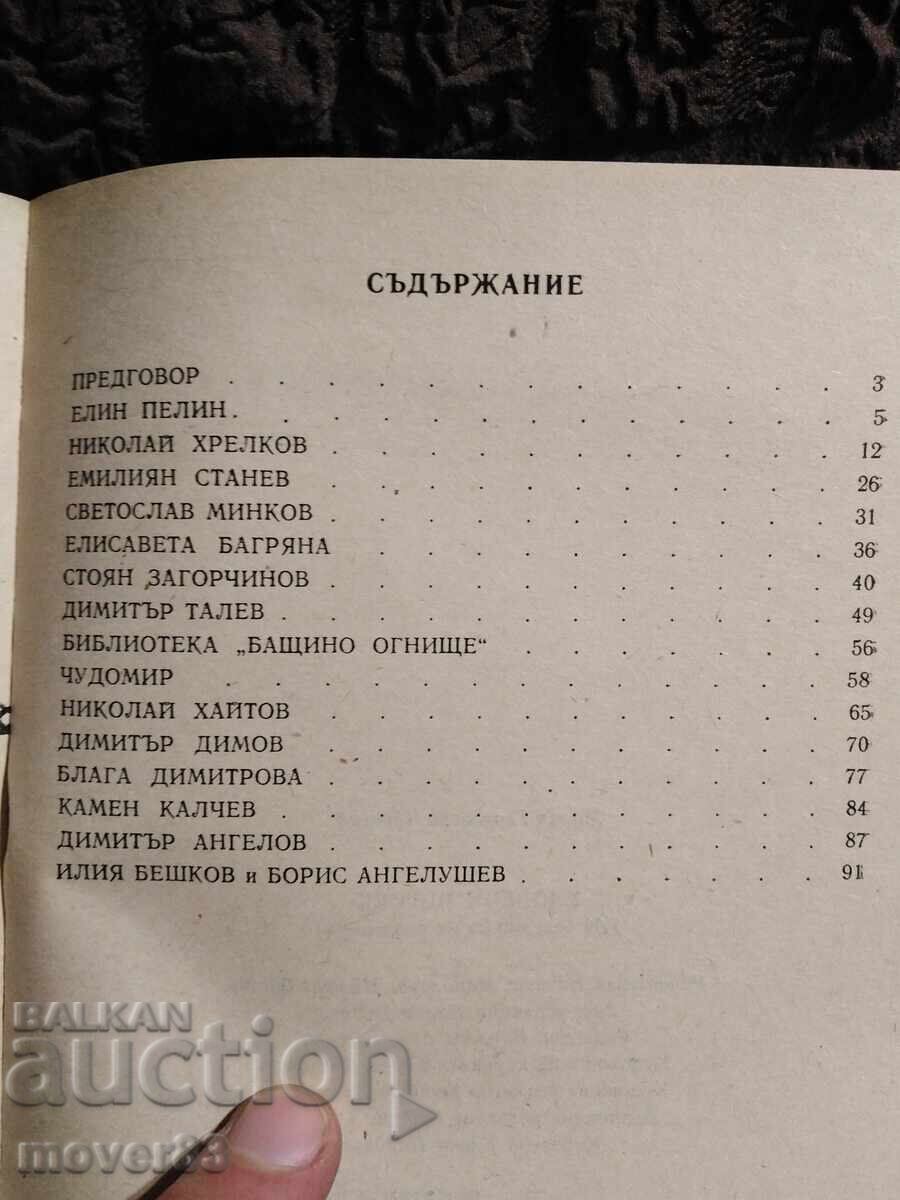 СЪДЪРЖАНИЕ
ПРЕДГОВОР . . . . . . . . . . . . . . . 3
ЕЛИН ПЕЛИН . . . . . . . . . . . . . . 5
НИКОЛАЙ ХРЕЛКОВ . . . . . . . . . . . 12
ЕМИЛИЯН СТАНЕВ . . . . . . . . . . . 26
СВЕТОСЛАВ МИНКОВ . . . . . . . . . . . 31
ЕЛИСАВЕТА БАГРЯНА . . . . . . . . . . 36
СТОЯН ЗАГОРЧИНОВ . . . . . . . . . . . 40
ДИМИТЪР ТАЛЕВ . . . . . . . . . . . . 49
БИБЛИОТЕКА „БАЩИНО ОГНИЩЕ“ . . . . . . 56
ЧУДОМИР . . . . . . . . . . . . . . 58
НИКОЛАЙ ХАЙТОВ . . . . . . . . . . . 65
ДИМИТЪР ДИМОВ . . . . . . . . . . . . 70
БЛАГА ДИМИТРОВА . . . . . . . . . . . 77
КАМЕН КАЛЧЕВ . . . . . . . . . . . . 84
ДИМИТЪР АНГЕЛОВ . . . . . . . . . . . 87
ИЛИЯ БЕШКОВ и БОРИС АНГЕЛУШЕВ . . . . . . 91
BALKAN
auction
mover83